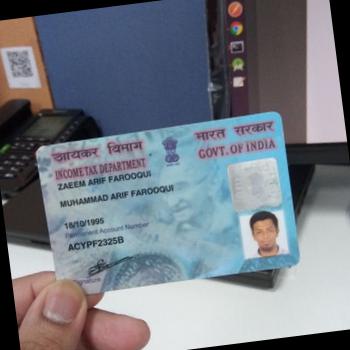 आयकर विभाग
INCOME TAX DEPARTMENT
भारत सरकार
GOVT. OF INDIA
ZAEEM ARIF FAROOQUI
MUHAMMAD ARIF FAROOQUI
18/10/1995
Permanent Account Number
ACYPF2325B
Signature